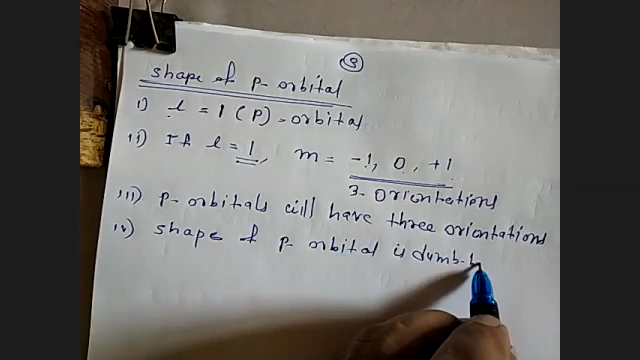 3
shape of p- orbital
i) l = 1 (p) - orbital
ii) If l = 1, m = -1, 0, +1
3- orientations
iii) p- orbitals will have three orientations
iv) shape of p- orbital is dumb-